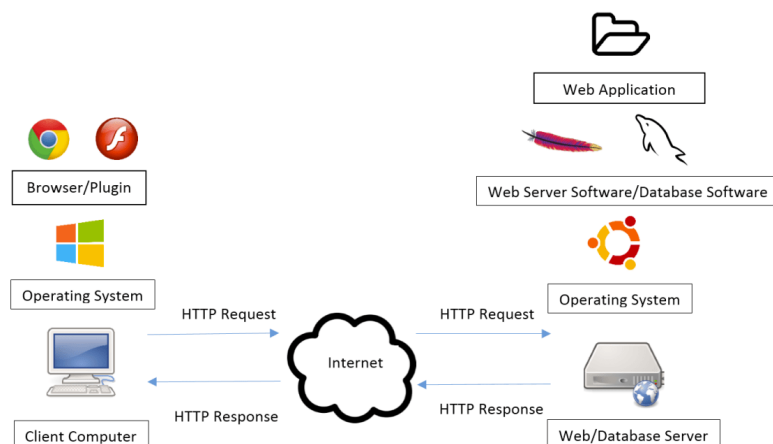 Web Application
Browser/Plugin
Web Server Software/Database Software
Operating System
Operating System
HTTP Request
HTTP Request
Internet
HTTP Response
HTTP Response
Client Computer
Web/Database Server